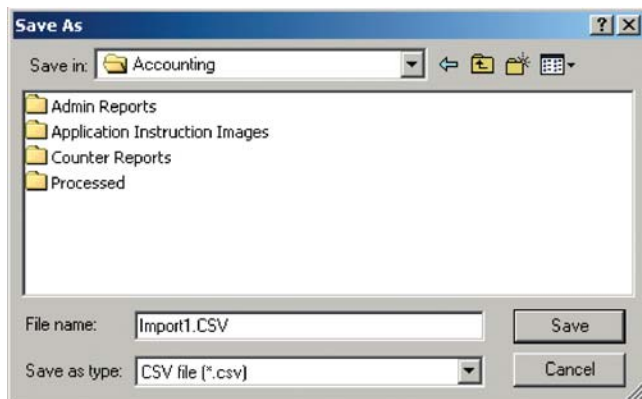 Save As
Save in: Accounting
Admin Reports
Application Instruction Images
Counter Reports
Processed
File name: Import1.CSV Save
Save as type: CSV file (*.csv) Cancel